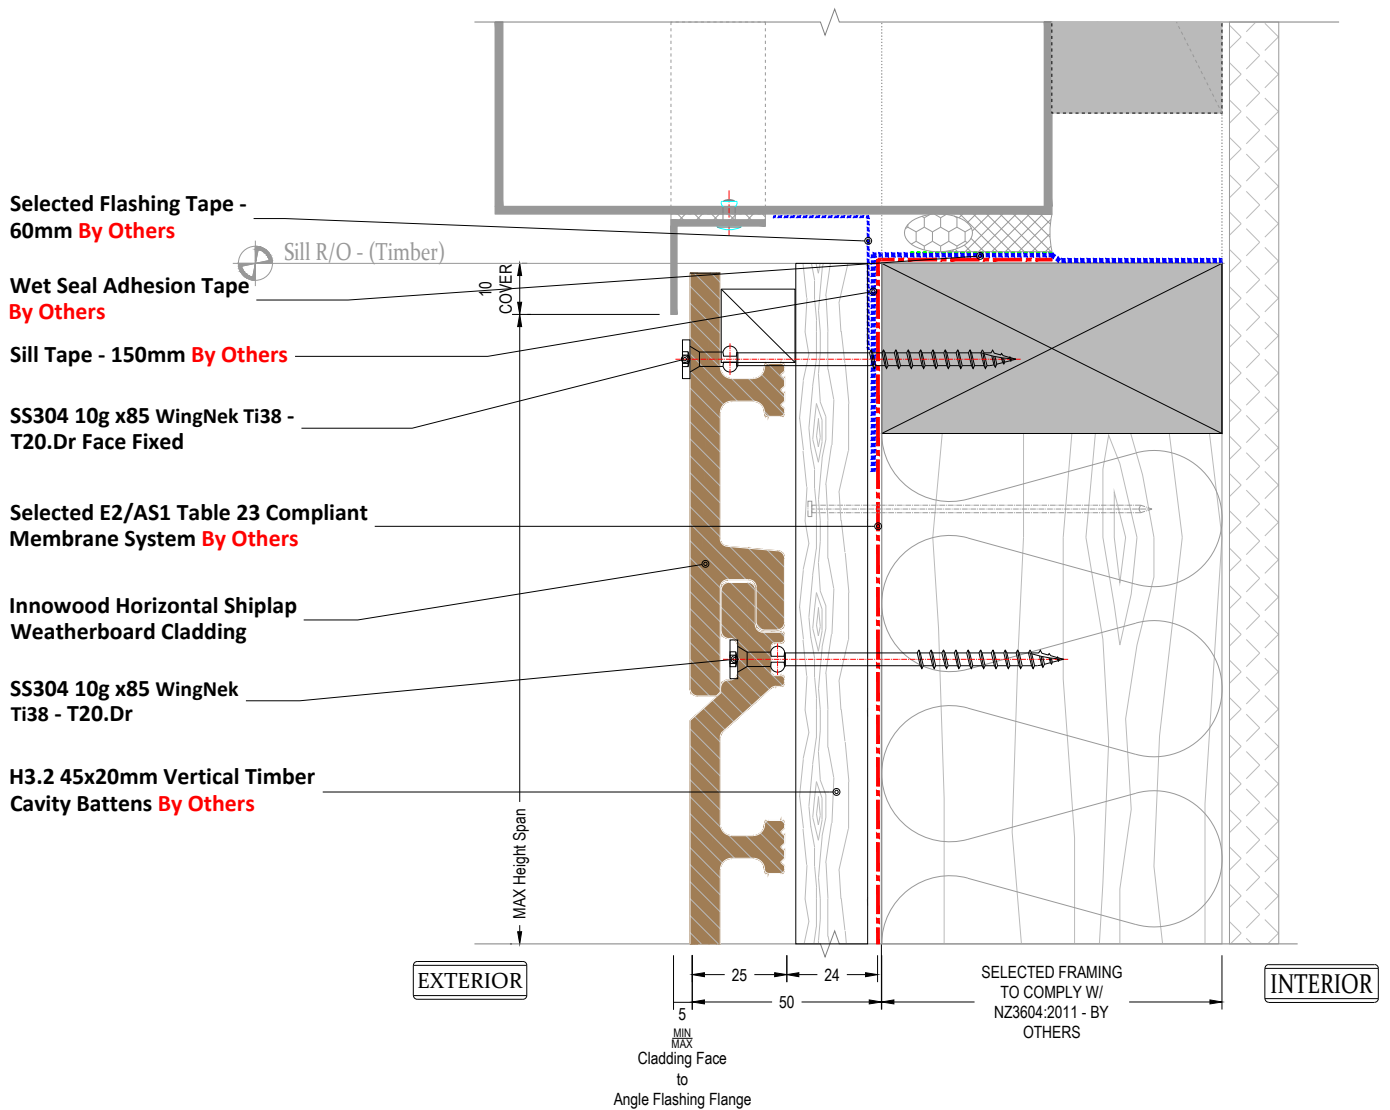 Selected Flashing Tape -
60mm By Others
Sill R/O - (Timber)
Wet Seal Adhesion Tape
By Others
10
COVER
Sill Tape - 150mm By Others
SS304 10g x85 WingNek Ti38 -
T20.Dr Face Fixed
Selected E2/AS1 Table 23 Compliant
Membrane System By Others
Innowood Horizontal Shiplap
Weatherboard Cladding
SS304 10g x85 WingNek
Ti38 - T20.Dr
H3.2 45x20mm Vertical Timber
Cavity Battens By Others
MAX Height Span
EXTERIOR
25
24
50
5
MIN
MAX
Cladding Face
to
Angle Flashing Flange
SELECTED FRAMING
TO COMPLY W/
NZ3604:2011 - BY
OTHERS
INTERIOR